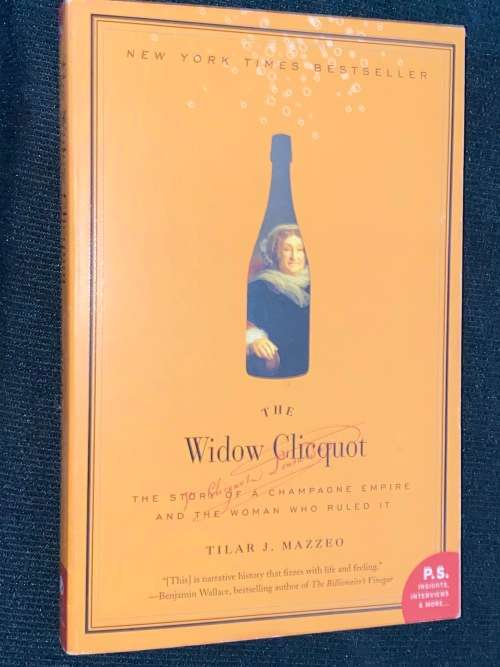 NEW YORK TIMES BESTSELLER
THE
Widow Clicquot
THE STORY OF A CHAMPAGNE EMPIRE
AND THE WOMAN WHO RULED IT
TILAR J. MAZZEO
"[This] is narrative history that fizzes with life and feeling."
—Benjamin Wallace, bestselling author of The Billionaire's Vinegar
P.S.
INSIGHTS,
INTERVIEWS
& MORE...